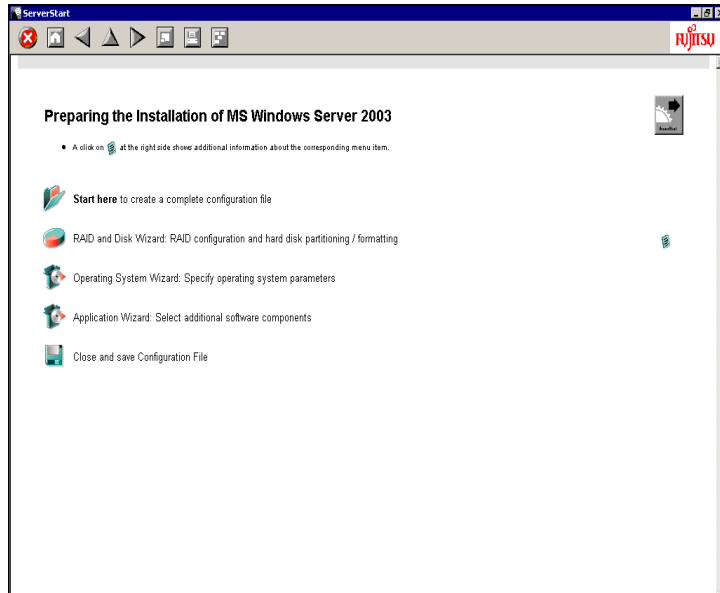 ServerStart
FUJITSU
Preparing the Installation of MS Windows Server 2003
A click on at the right side shows additional information about the corresponding menu item.
ServerStart
Start here to create a complete configuration file
RAID and Disk Wizard: RAID configuration and hard disk partitioning / formatting
Operating System Wizard: Specify operating system parameters
Application Wizard: Select additional software components
Close and save Configuration File